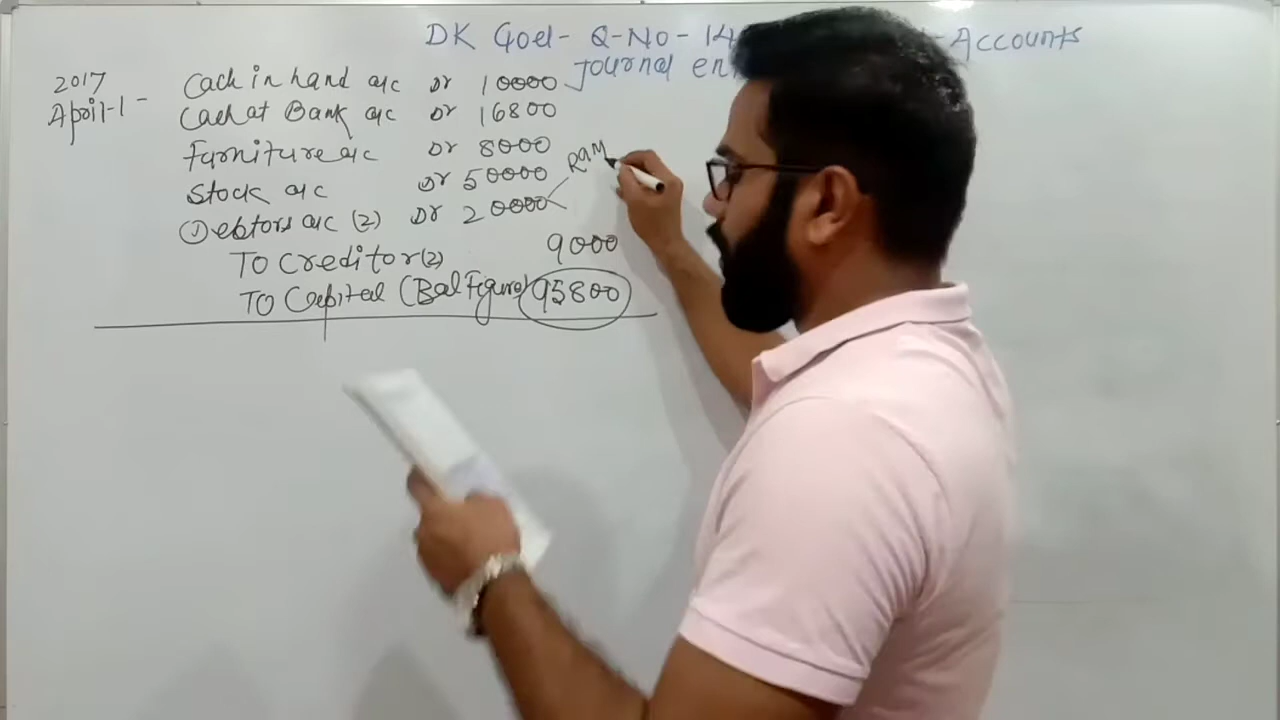 DK Goel- Q-No-14 -Accounts
Journal en
2017
April-1- Cash in hand a/c Dr 10000
Cash at Bank a/c Dr 16800
Furniture a/c Dr 8000
Stock a/c Dr 50000
Debtors a/c (2) Dr 20000 Ram
To Creditor(2) 9000
To Capital (Bal Figure) 95800